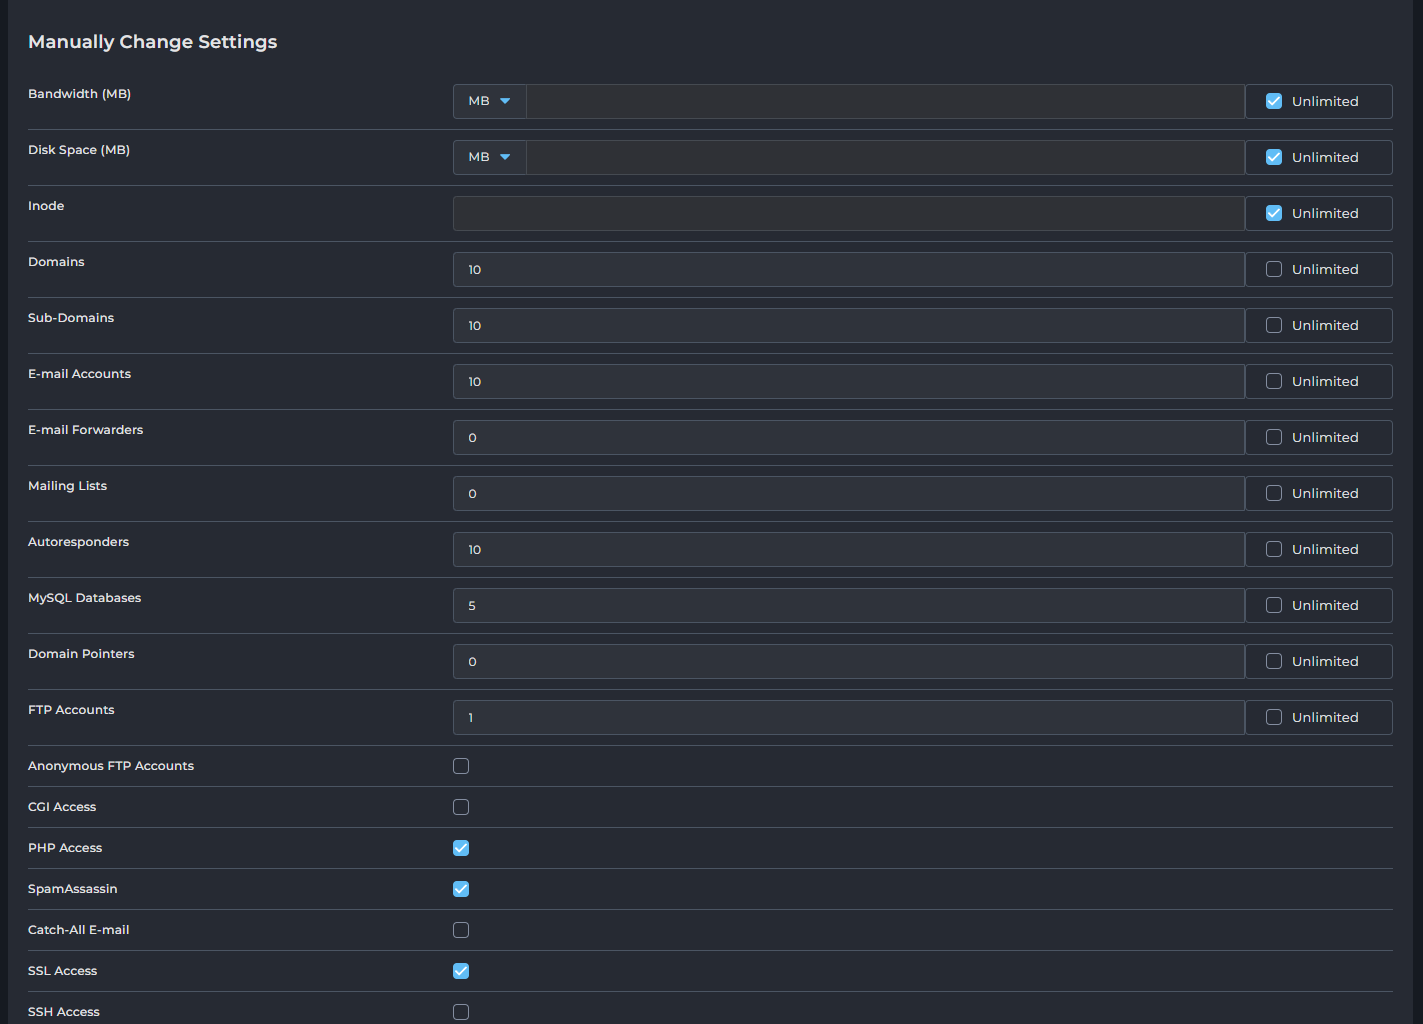 Manually Change Settings
Bandwidth (MB) MB Unlimited
Disk Space (MB) MB Unlimited
Inode Unlimited
Domains 10 Unlimited
Sub-Domains 10 Unlimited
E-mail Accounts 10 Unlimited
E-mail Forwarders 0 Unlimited
Mailing Lists 0 Unlimited
Autoresponders 10 Unlimited
MySQL Databases 5 Unlimited
Domain Pointers 0 Unlimited
FTP Accounts 1 Unlimited
Anonymous FTP Accounts
CGI Access
PHP Access
SpamAssassin
Catch-All E-mail
SSL Access
SSH Access